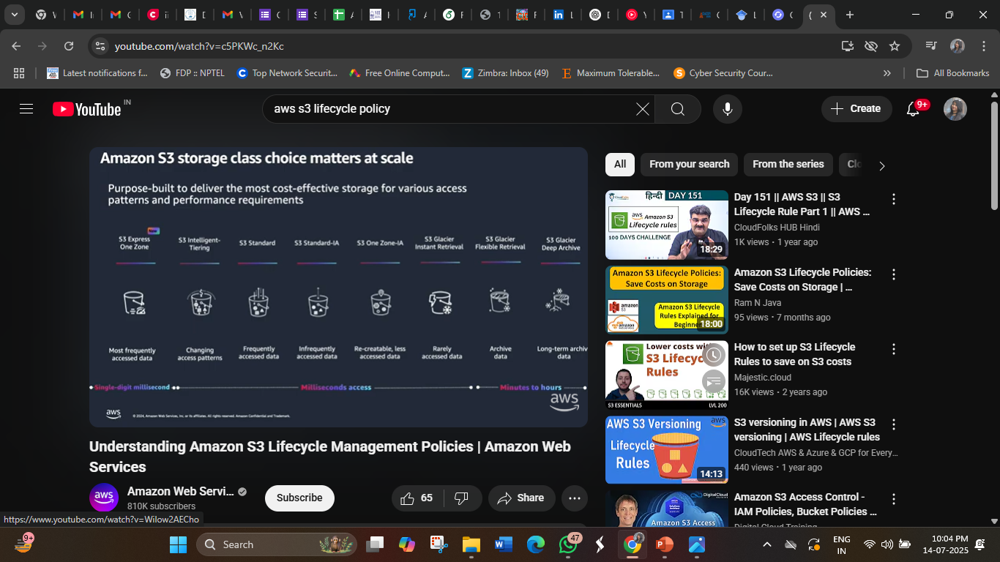 youtube.com/watch?v=c5PKWc_n2Kc
Latest notifications f...
FDP :: NPTEL
Top Network Securit...
Free Online Comput...
Zimbra: Inbox (49)
Maximum Tolerable...
Cyber Security Cour...
All Bookmarks
YouTube IN
aws s3 lifecycle policy
Create
9+
Amazon S3 storage class choice matters at scale
Purpose-built to deliver the most cost-effective storage for various access
patterns and performance requirements
S3 Express
One Zone
S3 Intelligent-
Tiering
S3 Standard
S3 Standard-IA
S3 One Zone-IA
S3 Glacier
Instant Retrieval
S3 Glacier
Flexible Retrieval
S3 Glacier
Deep Archive
Most frequently
accessed data
Changing
access patterns
Frequently
accessed data
Infrequently
accessed data
Re-creatable, less
accessed data
Rarely
accessed data
Archive
data
Long-term archiv
data
Single-digit millisecond
Milliseconds access
Minutes to hours
aws
aws
© 2024, Amazon Web Services, Inc. or its affiliates. All rights reserved. Amazon Confidential and Trademark.
Understanding Amazon S3 Lifecycle Management Policies | Amazon Web
Services
aws
Amazon Web Servi...
810K subscribers
Subscribe
65
Share
https://www.youtube.com/watch?v=Wilow2AECho
All
From your search
From the series
Clo
CloudFolks
हिन्दी DAY 151
aws Amazon S3
Lifecycle rules
100 DAYS CHALLENGE
18:29
Day 151 || AWS S3 || S3
Lifecycle Rule Part 1 || AWS ...
CloudFolks HUB Hindi
1K views • 1 year ago
Amazon S3 Lifecycle Policies:
Save Costs on Storage
amazon
S3
amazon
Amazon S3 Lifecycle
Rules Explained for
Beginner
18:00
Amazon S3 Lifecycle Policies:
Save Costs on Storage | ...
Ram N Java
95 views • 7 months ago
Lower costs with
S3 Lifecyc
Rules
S3 ESSENTIALS
LVL 200
How to set up S3 Lifecycle
Rules to save on S3 costs
Majestic.cloud
16K views • 2 years ago
AWS S3 Versioning
aws
Lifecycle
Rules
14:13
S3 versioning in AWS | AWS S3
versioning | AWS Lifecycle rules
CloudTech AWS & Azure & GCP for Every...
440 views • 1 year ago
DigitalCloud
Amazon S3 Access
Amazon S3 Access Control -
IAM Policies, Bucket Policies ...
Digital Cloud Training
9+
Search
47
ENG
IN
10:04 PM
14-07-2025